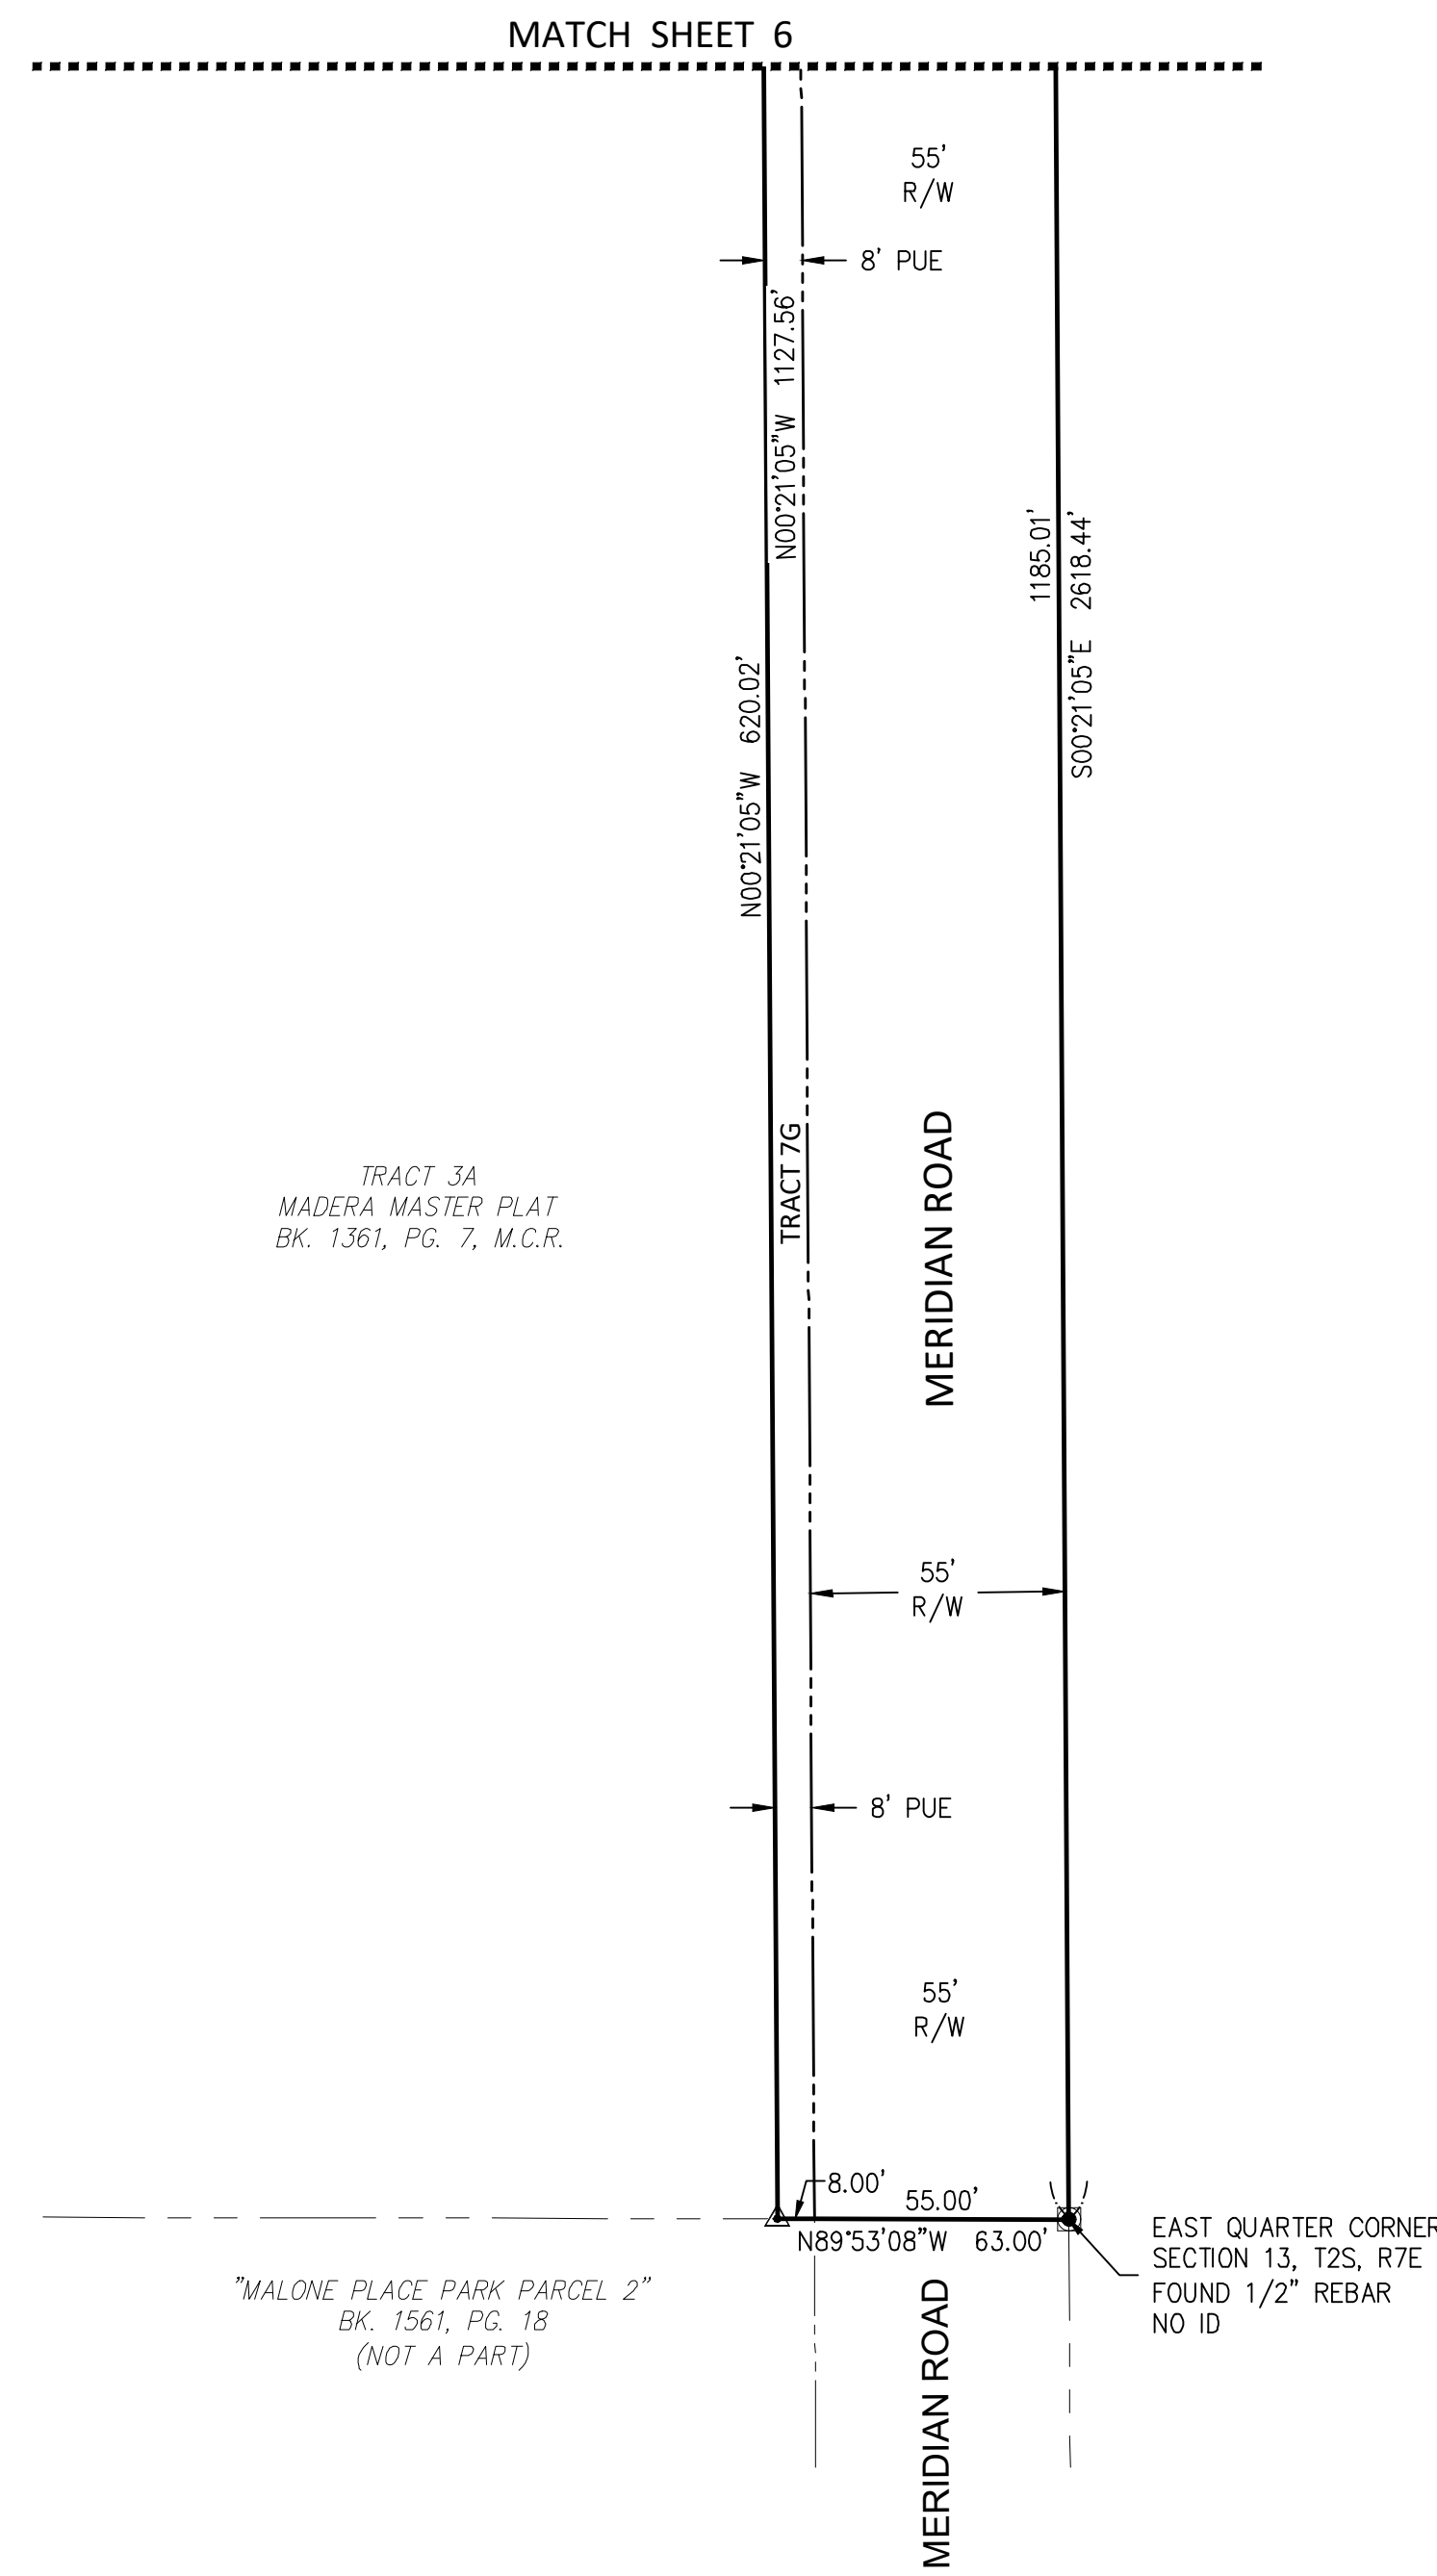 MATCH SHEET 6
55'
R/W
8' PUE
N00°21'05"W 1127.56'
1185.01'
S00°21'05"E 2618.44'
N00°21'05"W 620.02'
TRACT 7G
MERIDIAN ROAD
TRACT 3A
MADERA MASTER PLAT
BK. 1361, PG. 7, M.C.R.
55'
R/W
8' PUE
55'
R/W
8.00'
55.00'
N89°53'08"W 63.00'
EAST QUARTER CORNER
SECTION 13, T2S, R7E
FOUND 1/2" REBAR
NO ID
"MALONE PLACE PARK PARCEL 2"
BK. 1561, PG. 18
(NOT A PART)
MERIDIAN ROAD